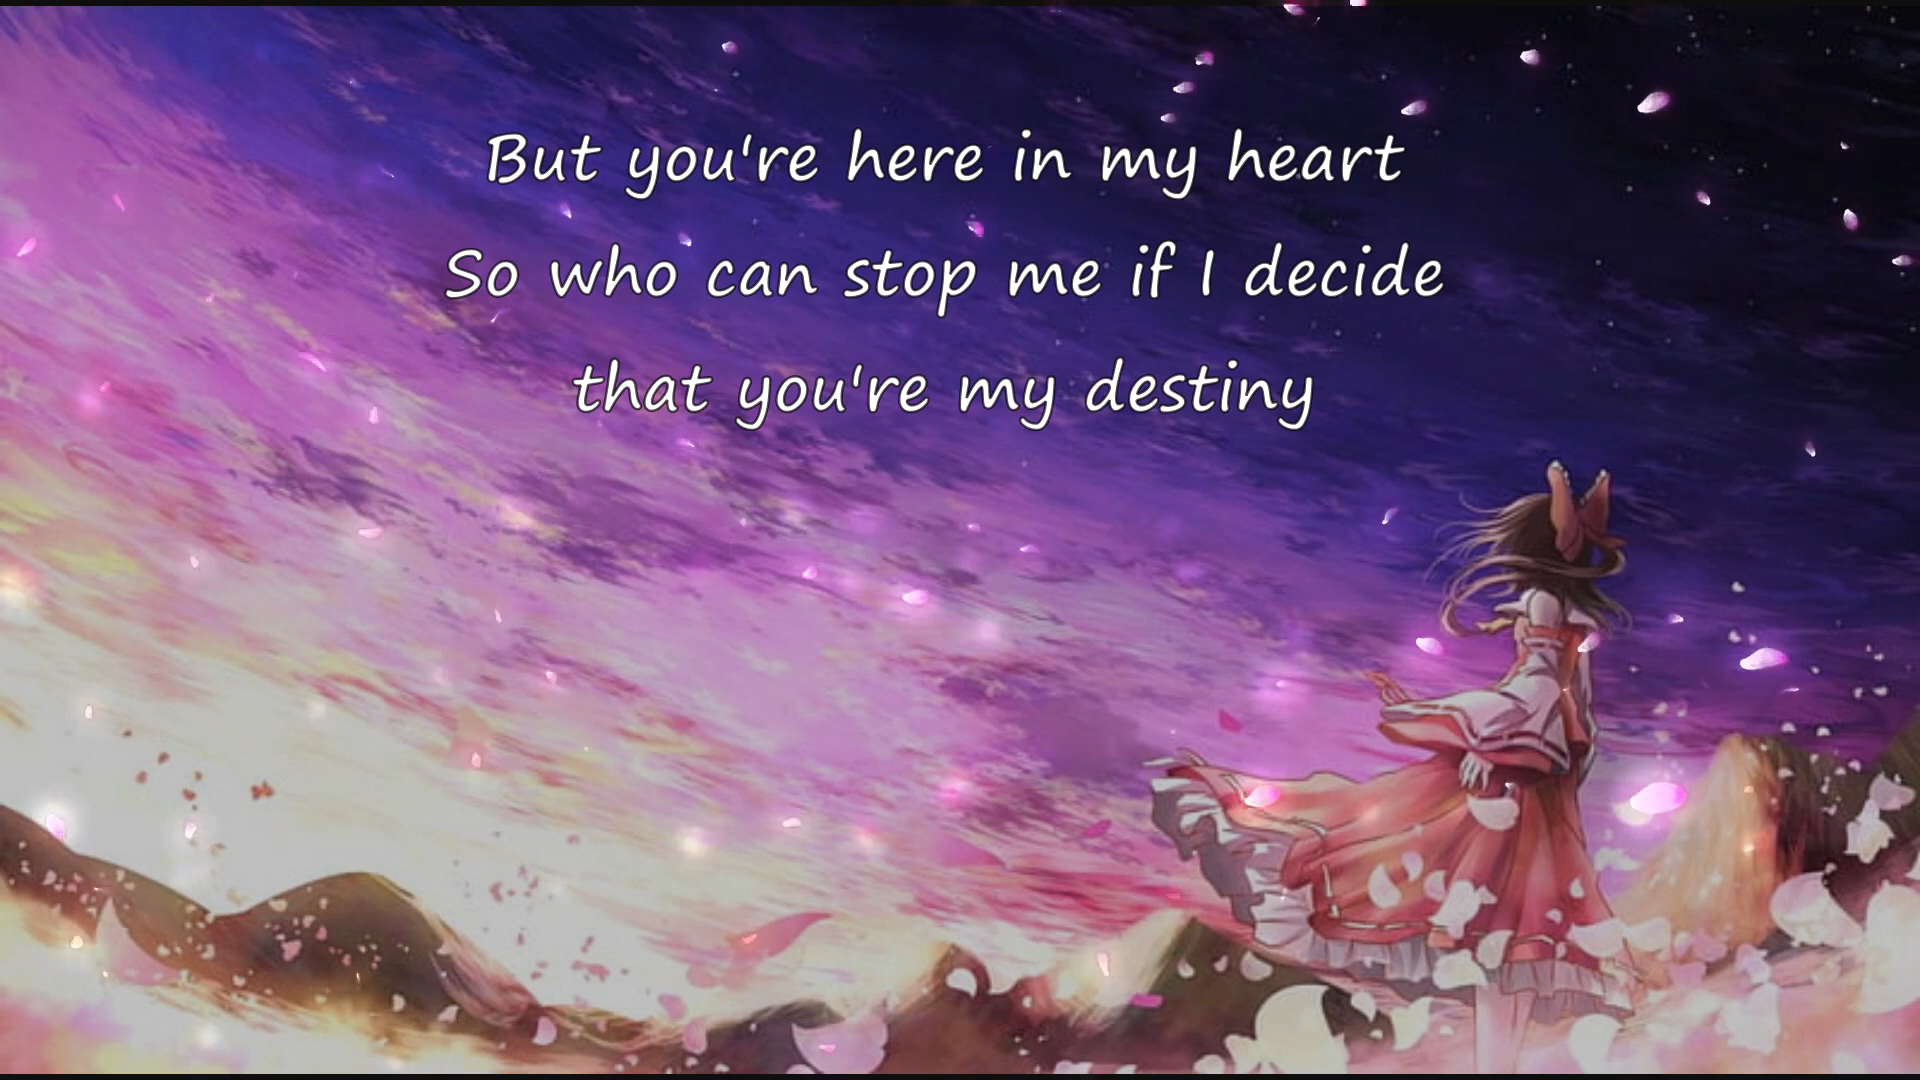 But you're here in my heart
So who can stop me if I decide
that you're my destiny